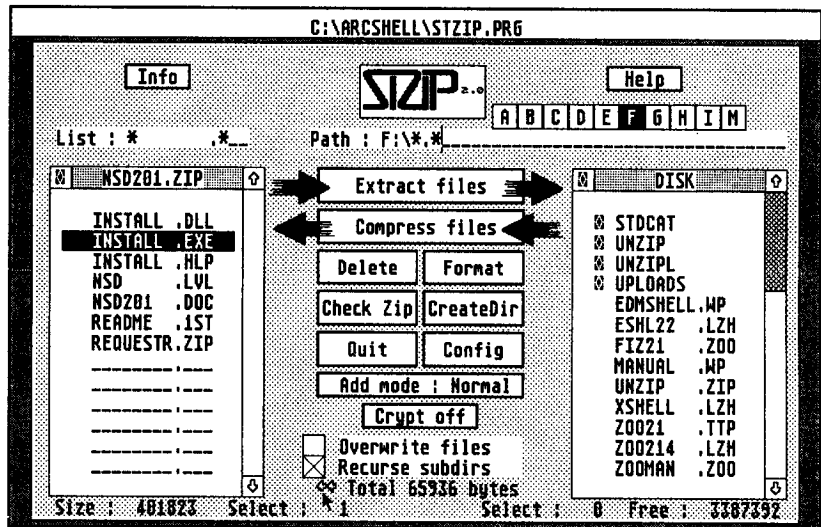 C:\ARCSHELL\STZIP.PRG
Info
STZIP 2.0
Help
A B C D E F G H I M
List : * .*__
Path : F:\*.*
NSD201.ZIP
Extract files
DISK
INSTALL .DLL
INSTALL .EXE
INSTALL .HLP
NSD .LVL
NSD201 .DOC
README .1ST
REQUESTR.ZIP
Compress files
Delete
Format
Check Zip
CreateDir
Quit
Config
Add mode : Normal
Crypt off
Overwrite files
Recurse subdirs
Total 65936 bytes
STDCAT
UNZIP
UNZIPL
UPLOADS
EDMSHELL.WP
ESHL22 .LZH
FIZ21 .ZOO
MANUAL .WP
UNZIP .ZIP
XSHELL .LZH
ZOO21 .TTP
ZOO214 .LZH
ZOOMAN .ZOO
Size : 401823 Select : 1
Select : 0 Free : 3387392